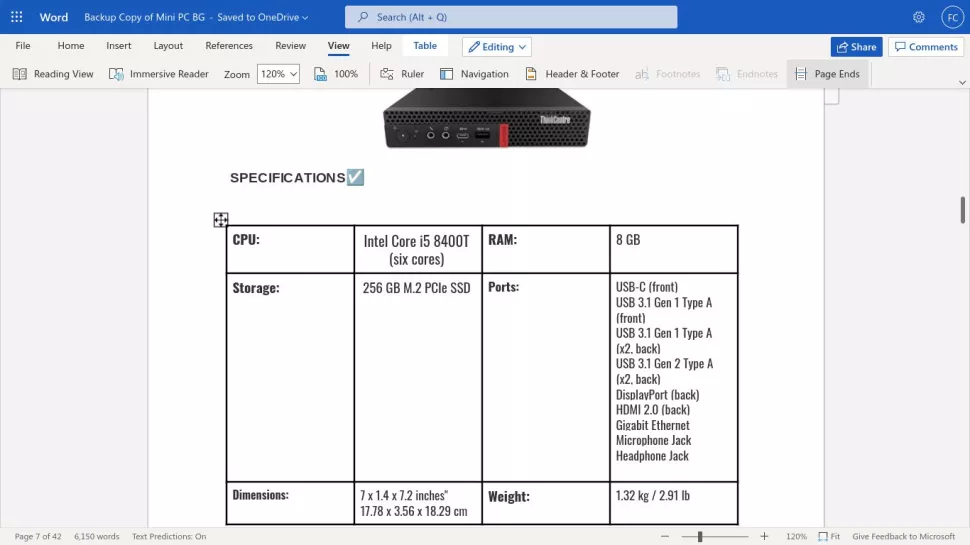 Word Backup Copy of Mini PC BG - Saved to OneDrive Search (Alt + Q) FC
File Home Insert Layout References Review View Help Table Editing Share Comments
Reading View Immersive Reader Zoom 120% 100% Ruler Navigation Header & Footer Footnotes Endnotes Page Ends
ThinkCentre
SPECIFICATIONS☑️
CPU: Intel Core i5 8400T RAM: 8 GB
(six cores)
Storage: 256 GB M.2 PCIe SSD Ports: USB-C (front)
USB 3.1 Gen 1 Type A
(front)
USB 3.1 Gen 1 Type A
(x2, back)
USB 3.1 Gen 2 Type A
(x2, back)
DisplayPort (back)
HDMI 2.0 (back)
Gigabit Ethernet
Microphone Jack
Headphone Jack
Dimensions: 7 x 1.4 x 7.2 inches" Weight: 1.32 kg / 2.91 lb
17.78 x 3.56 x 18.29 cm
Page 7 of 42 6,150 words Text Predictions: On 120% Fit Give Feedback to Microsoft